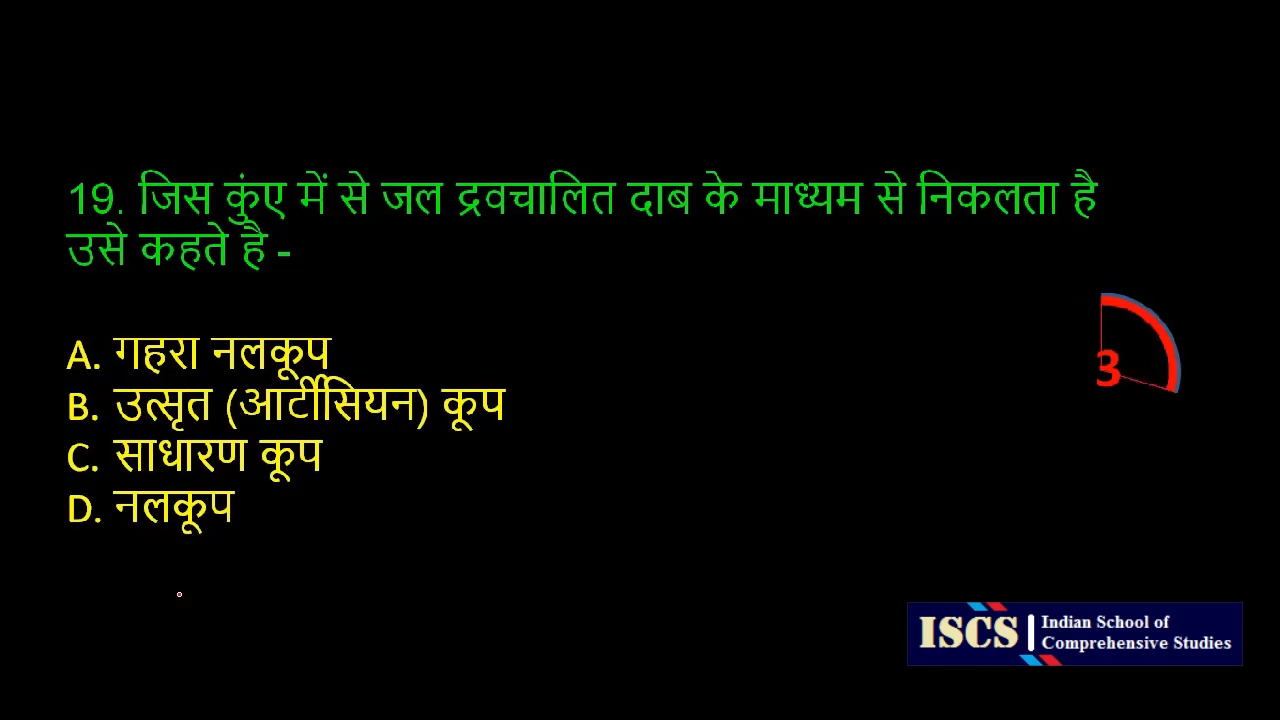 19. जिस कुंए में से जल द्रवचालित दाब के माध्यम से निकलता है
उसे कहते है -
A. गहरा नलकूप
B. उत्सृत (आर्टीसियन) कूप
C. साधारण कूप
D. नलकूप
3
ISCS
Indian School of
Comprehensive Studies